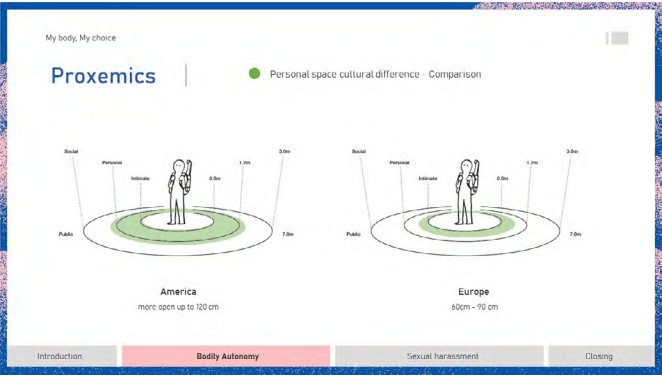 My body, My choice
Proxemics
Personal space cultural difference - Comparison
Social
Personal
Intimate
0.5m
1.2m
3.0m
Public
7.0m
America
more open up to 120 cm
Social
Personal
Intimate
0.5m
1.2m
3.0m
Public
7.0m
Europe
60cm - 90 cm
Introduction
Bodily Autonomy
Sexual harassment
Closing